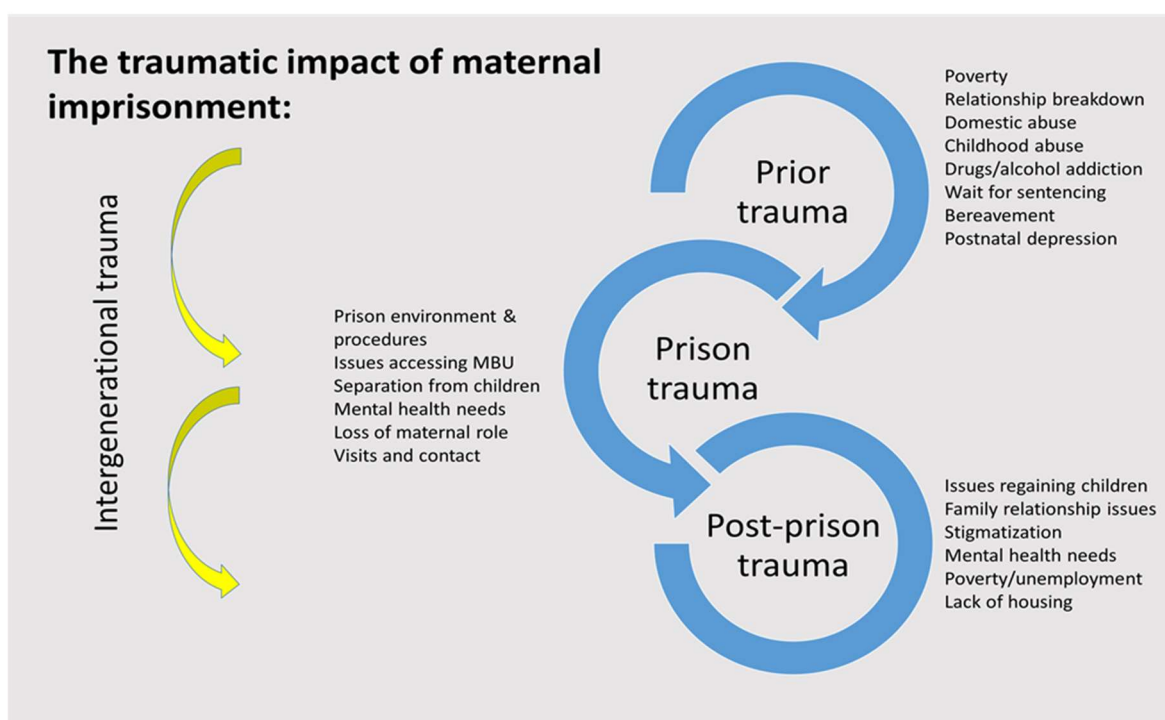 The traumatic impact of maternal
imprisonment:
Intergenerational trauma
Prior
trauma
Poverty
Relationship breakdown
Domestic abuse
Childhood abuse
Drugs/alcohol addiction
Wait for sentencing
Bereavement
Postnatal depression
Prison environment &
procedures
Issues accessing MBU
Separation from children
Mental health needs
Loss of maternal role
Visits and contact
Prison
trauma
Post-prison
trauma
Issues regaining children
Family relationship issues
Stigmatization
Mental health needs
Poverty/unemployment
Lack of housing